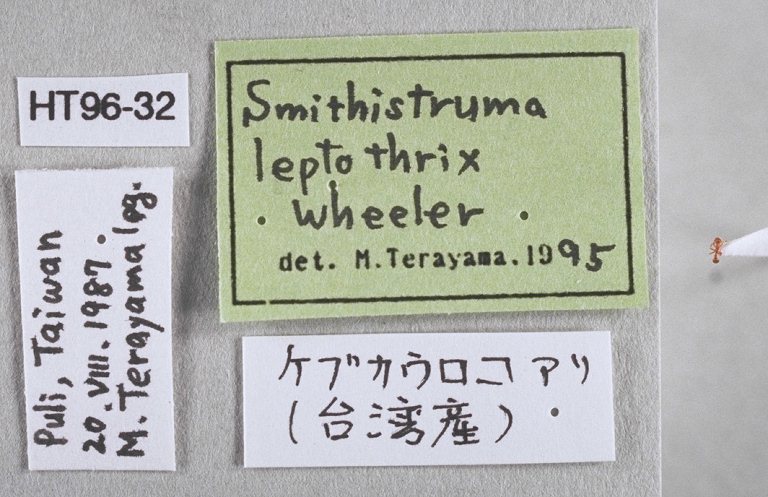 HT96-32
Smithistruma
leptothrix
Wheeler
det. M.Terayama.1995
Puli, Taiwan
20.VIII.1987.
M.Terayama leg.
ケブカウロコアリ
(台湾産)